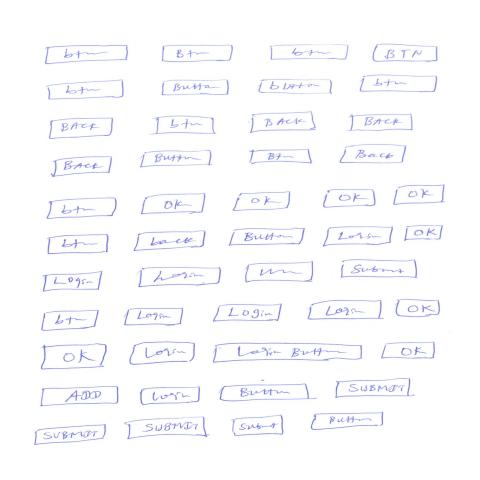 btn Btn btn BTN
btn Button button btn
BACK btn BACK BACK
BACK Button Btn Back
btn OK OK OK OK
btn back Button Login OK
Login Login Submit
btn Login Login Login OK
OK Login Login Button OK
ADD Login Button SUBMIT
SUBMIT SUBMIT Submit Button